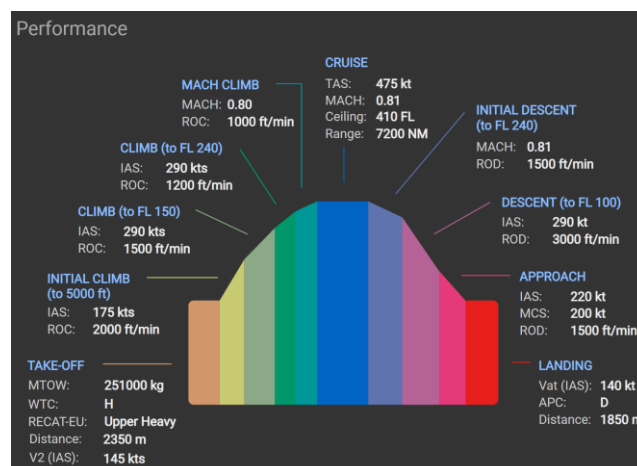 Performance
CRUISE
TAS: 475 kt
MACH: 0.81
Ceiling: 410 FL
Range: 7200 NM
MACH CLIMB
MACH: 0.80
ROC: 1000 ft/min
INITIAL DESCENT
(to FL 240)
MACH: 0.81
ROD: 1500 ft/min
CLIMB (to FL 240)
IAS: 290 kts
ROC: 1200 ft/min
CLIMB (to FL 150)
IAS: 290 kts
ROC: 1500 ft/min
DESCENT (to FL 100)
IAS: 290 kt
ROD: 3000 ft/min
INITIAL CLIMB
(to 5000 ft)
IAS: 175 kts
ROC: 2000 ft/min
APPROACH
IAS: 220 kt
MCS: 200 kt
ROD: 1500 ft/min
TAKE-OFF
MTOW: 251000 kg
WTC: H
RECAT-EU: Upper Heavy
Distance: 2350 m
V2 (IAS): 145 kts
LANDING
Vat (IAS): 140 kt
APC: D
Distance: 1850 m